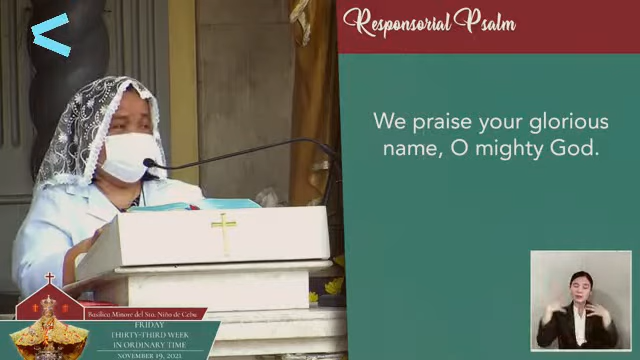 Responsorial Psalm
We praise your glorious
name, O mighty God.
Basilica Minore del Sto. Niño de Cebu
FRIDAY
THIRTY-THIRD WEEK
IN ORDINARY TIME
NOVEMBER 19, 2021